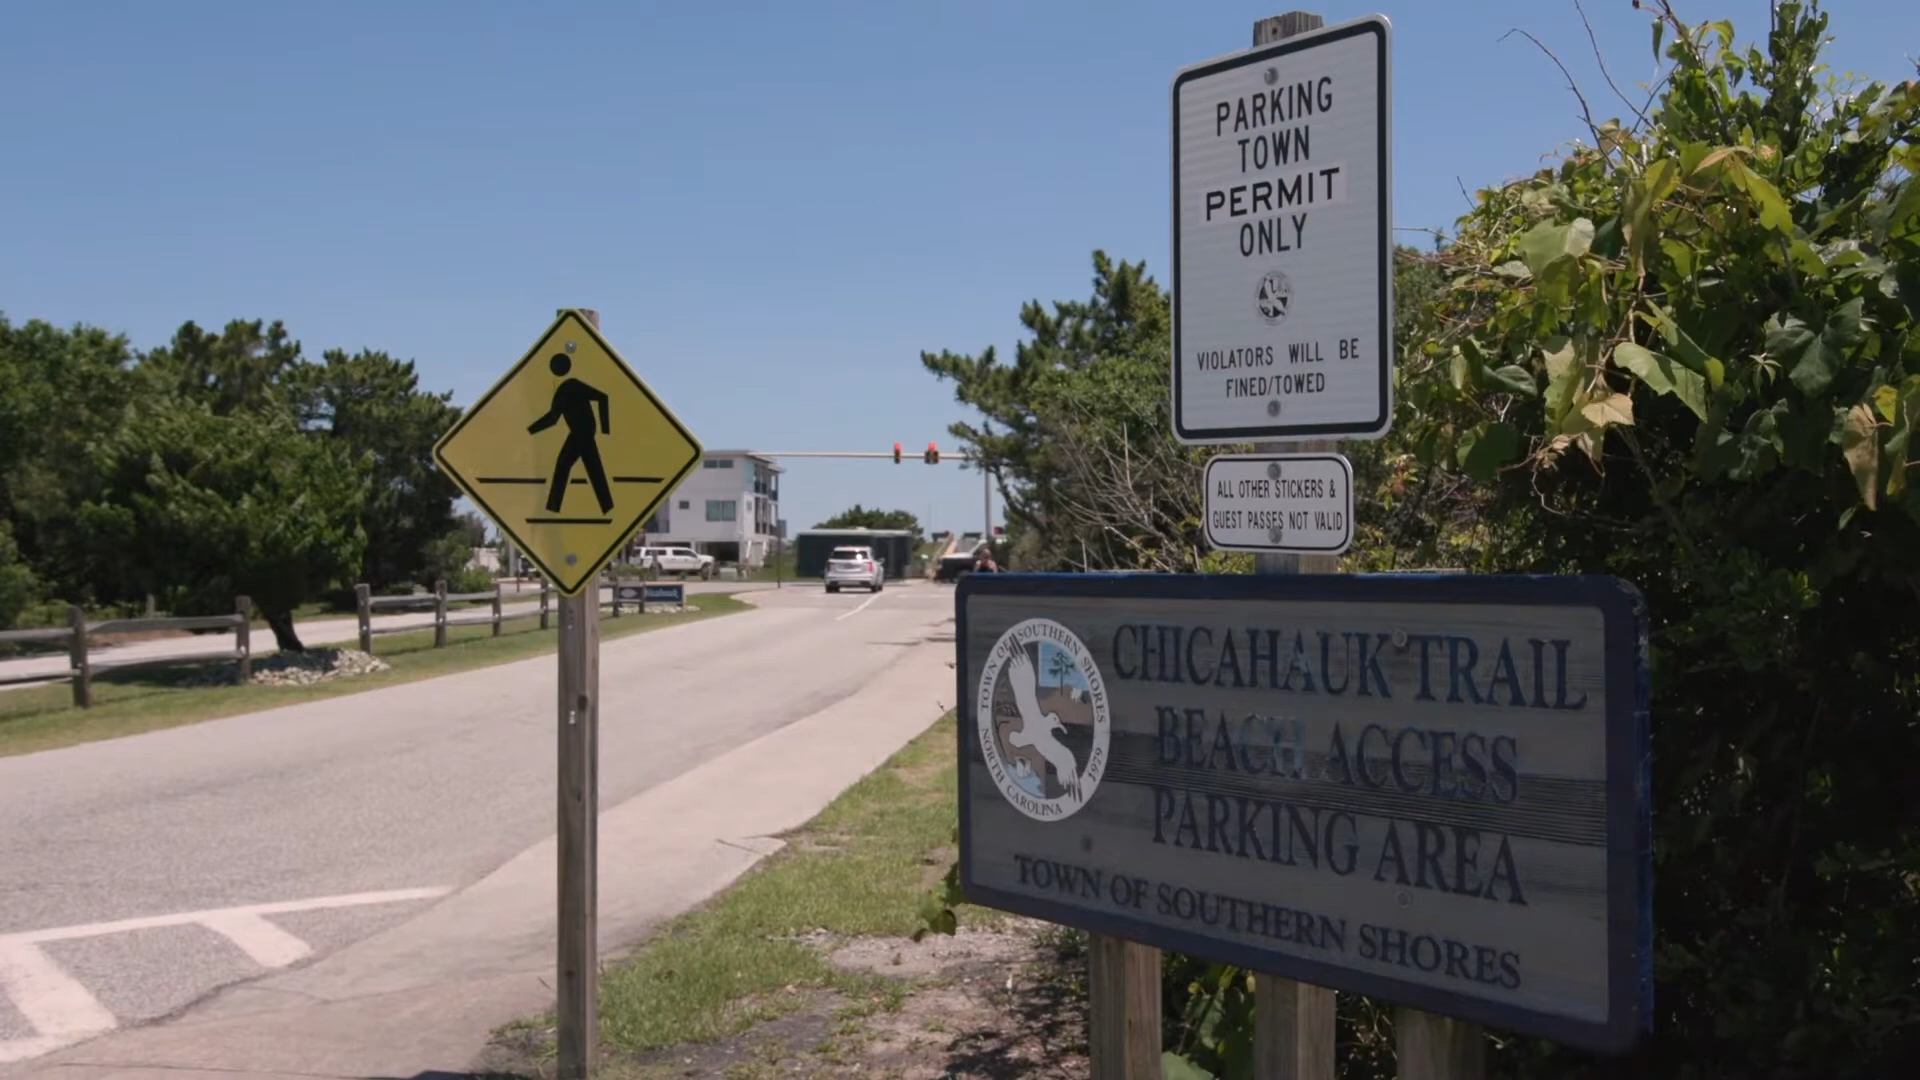 PARKING
TOWN
PERMIT
ONLY
VIOLATORS WILL BE
FINED/TOWED
ALL OTHER STICKERS &
GUEST PASSES NOT VALID
TOWN OF SOUTHERN SHORES
NORTH CAROLINA 1979
CHICAHAUK TRAIL
BEACH ACCESS
PARKING AREA
TOWN OF SOUTHERN SHORES